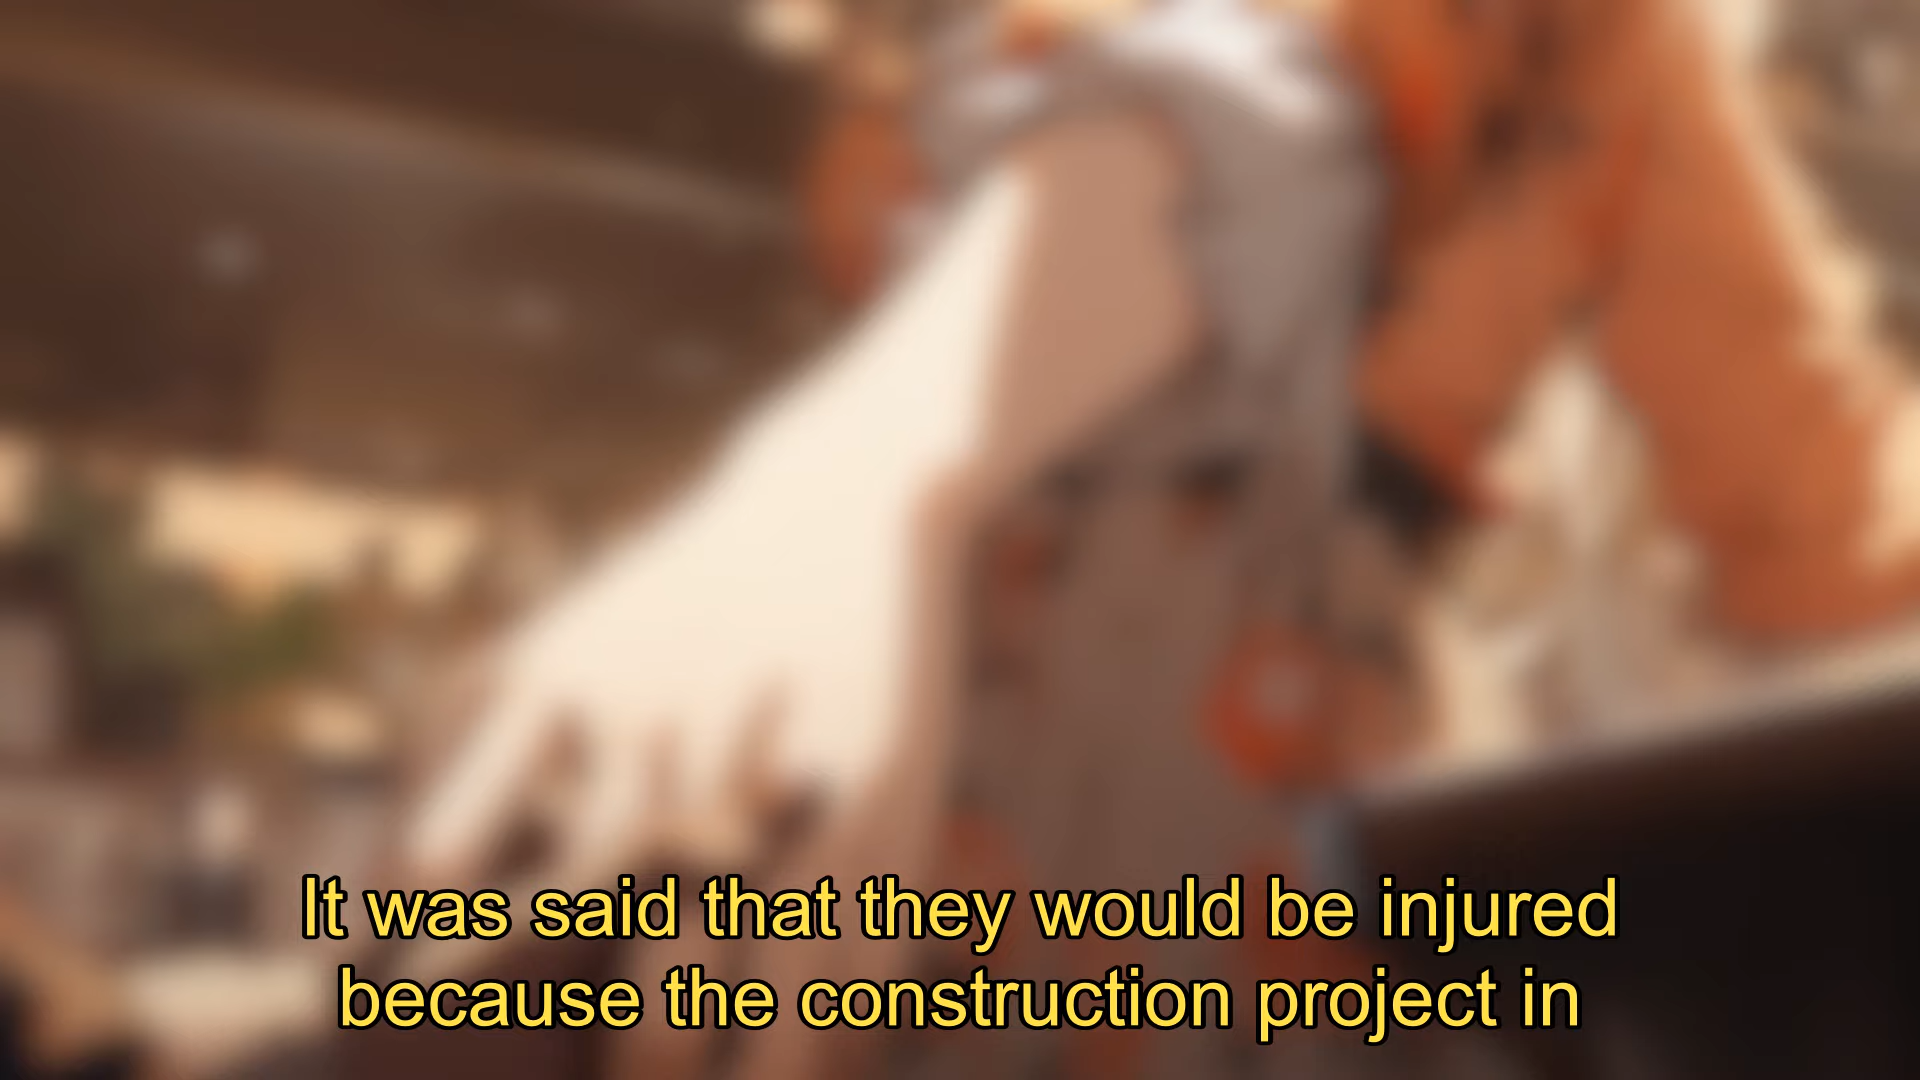 It was said that they would be injured
because the construction project in